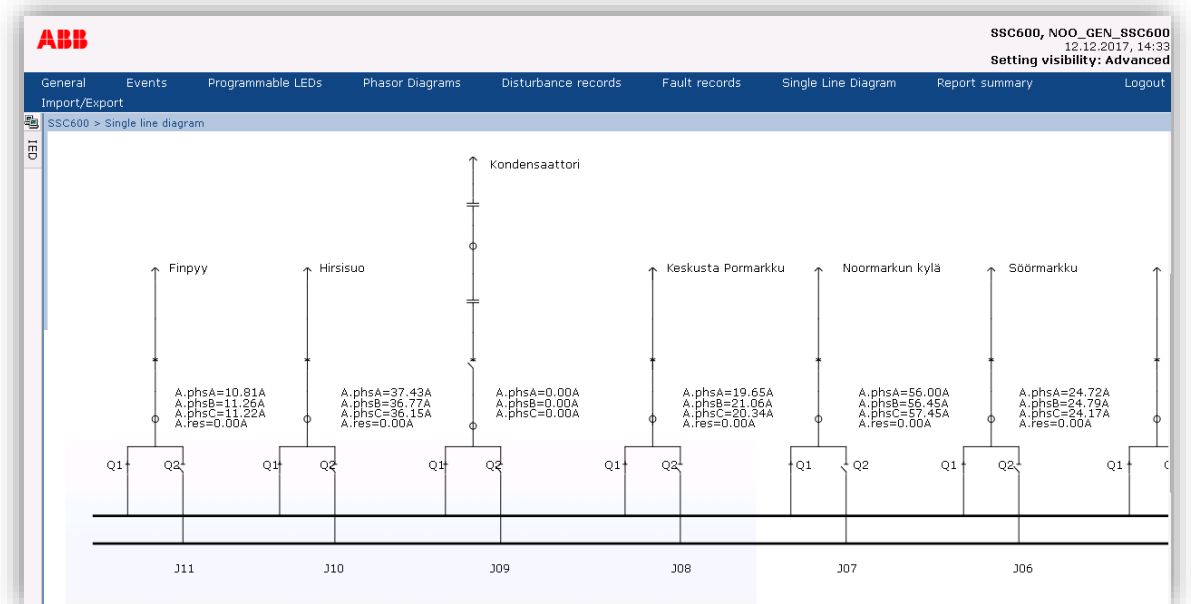 ABB
SSC600, NOO_GEN_SSC600
12.12.2017, 14:33
Setting visibility: Advanced
General Events Programmable LEDs Phasor Diagrams Disturbance records Fault records Single Line Diagram Report summary Logout
Import/Export
SSC600 > Single line diagram
IED
Kondensaattori
Finpyy Hirsisuo Keskusta Pormarkku Noormarkun kylä Söörmarkku
A.phsA=10.81A A.phsA=37.43A A.phsA=0.00A A.phsA=19.65A A.phsA=56.00A A.phsA=24.72A
A.phsB=11.26A A.phsB=36.77A A.phsB=0.00A A.phsB=21.06A A.phsB=56.45A A.phsB=24.79A
A.phsC=11.22A A.phsC=36.15A A.phsC=0.00A A.phsC=20.34A A.phsC=57.45A A.phsC=24.17A
A.res=0.00A A.res=0.00A A.res=0.00A A.res=0.00A A.res=0.00A
Q1 Q2 Q1 Q2 Q1 Q2 Q1 Q2 Q1 Q2 Q1 Q2 Q1
J11 J10 J09 J08 J07 J06